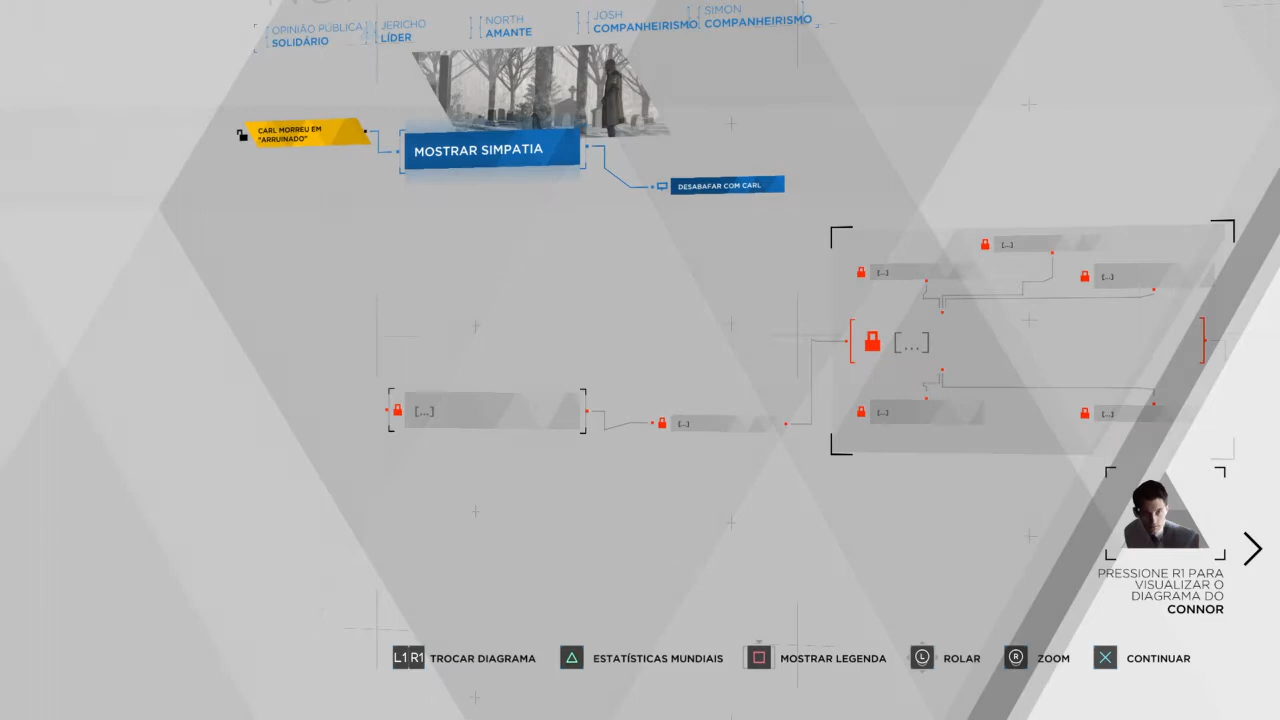 OPINIÃO PÚBLICA
SOLIDÁRIO
JERICHO
LÍDER
NORTH
AMANTE
JOSH
COMPANHEIRISMO
SIMON
COMPANHEIRISMO
CARL MORREU EM
"ARRUINADO"
MOSTRAR SIMPATIA
DESABAFAR COM CARL
[...]
[...]
[...]
[...]
[...]
[...]
[...]
[...]
PRESSIONE R1 PARA
VISUALIZAR O
DIAGRAMA DO
CONNOR
L1 R1 TROCAR DIAGRAMA
ESTATÍSTICAS MUNDIAIS
MOSTRAR LEGENDA
L ROLAR
R ZOOM
CONTINUAR